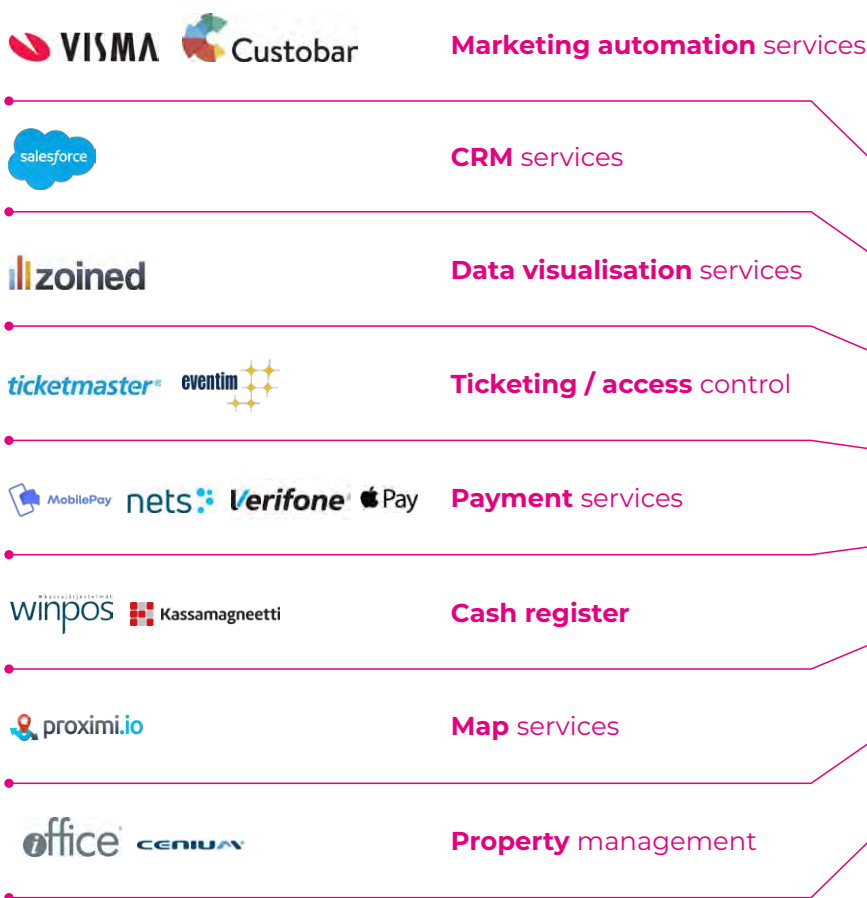 VISMA Custobar Marketing automation services
salesforce CRM services
zoined Data visualisation services
ticketmaster® eventim Ticketing / access control
MobilePay nets Verifone Pay Payment services
kassajärjestelmät
winpos Kassamagneetti Cash register
proximi.io Map services
office cenium Property management